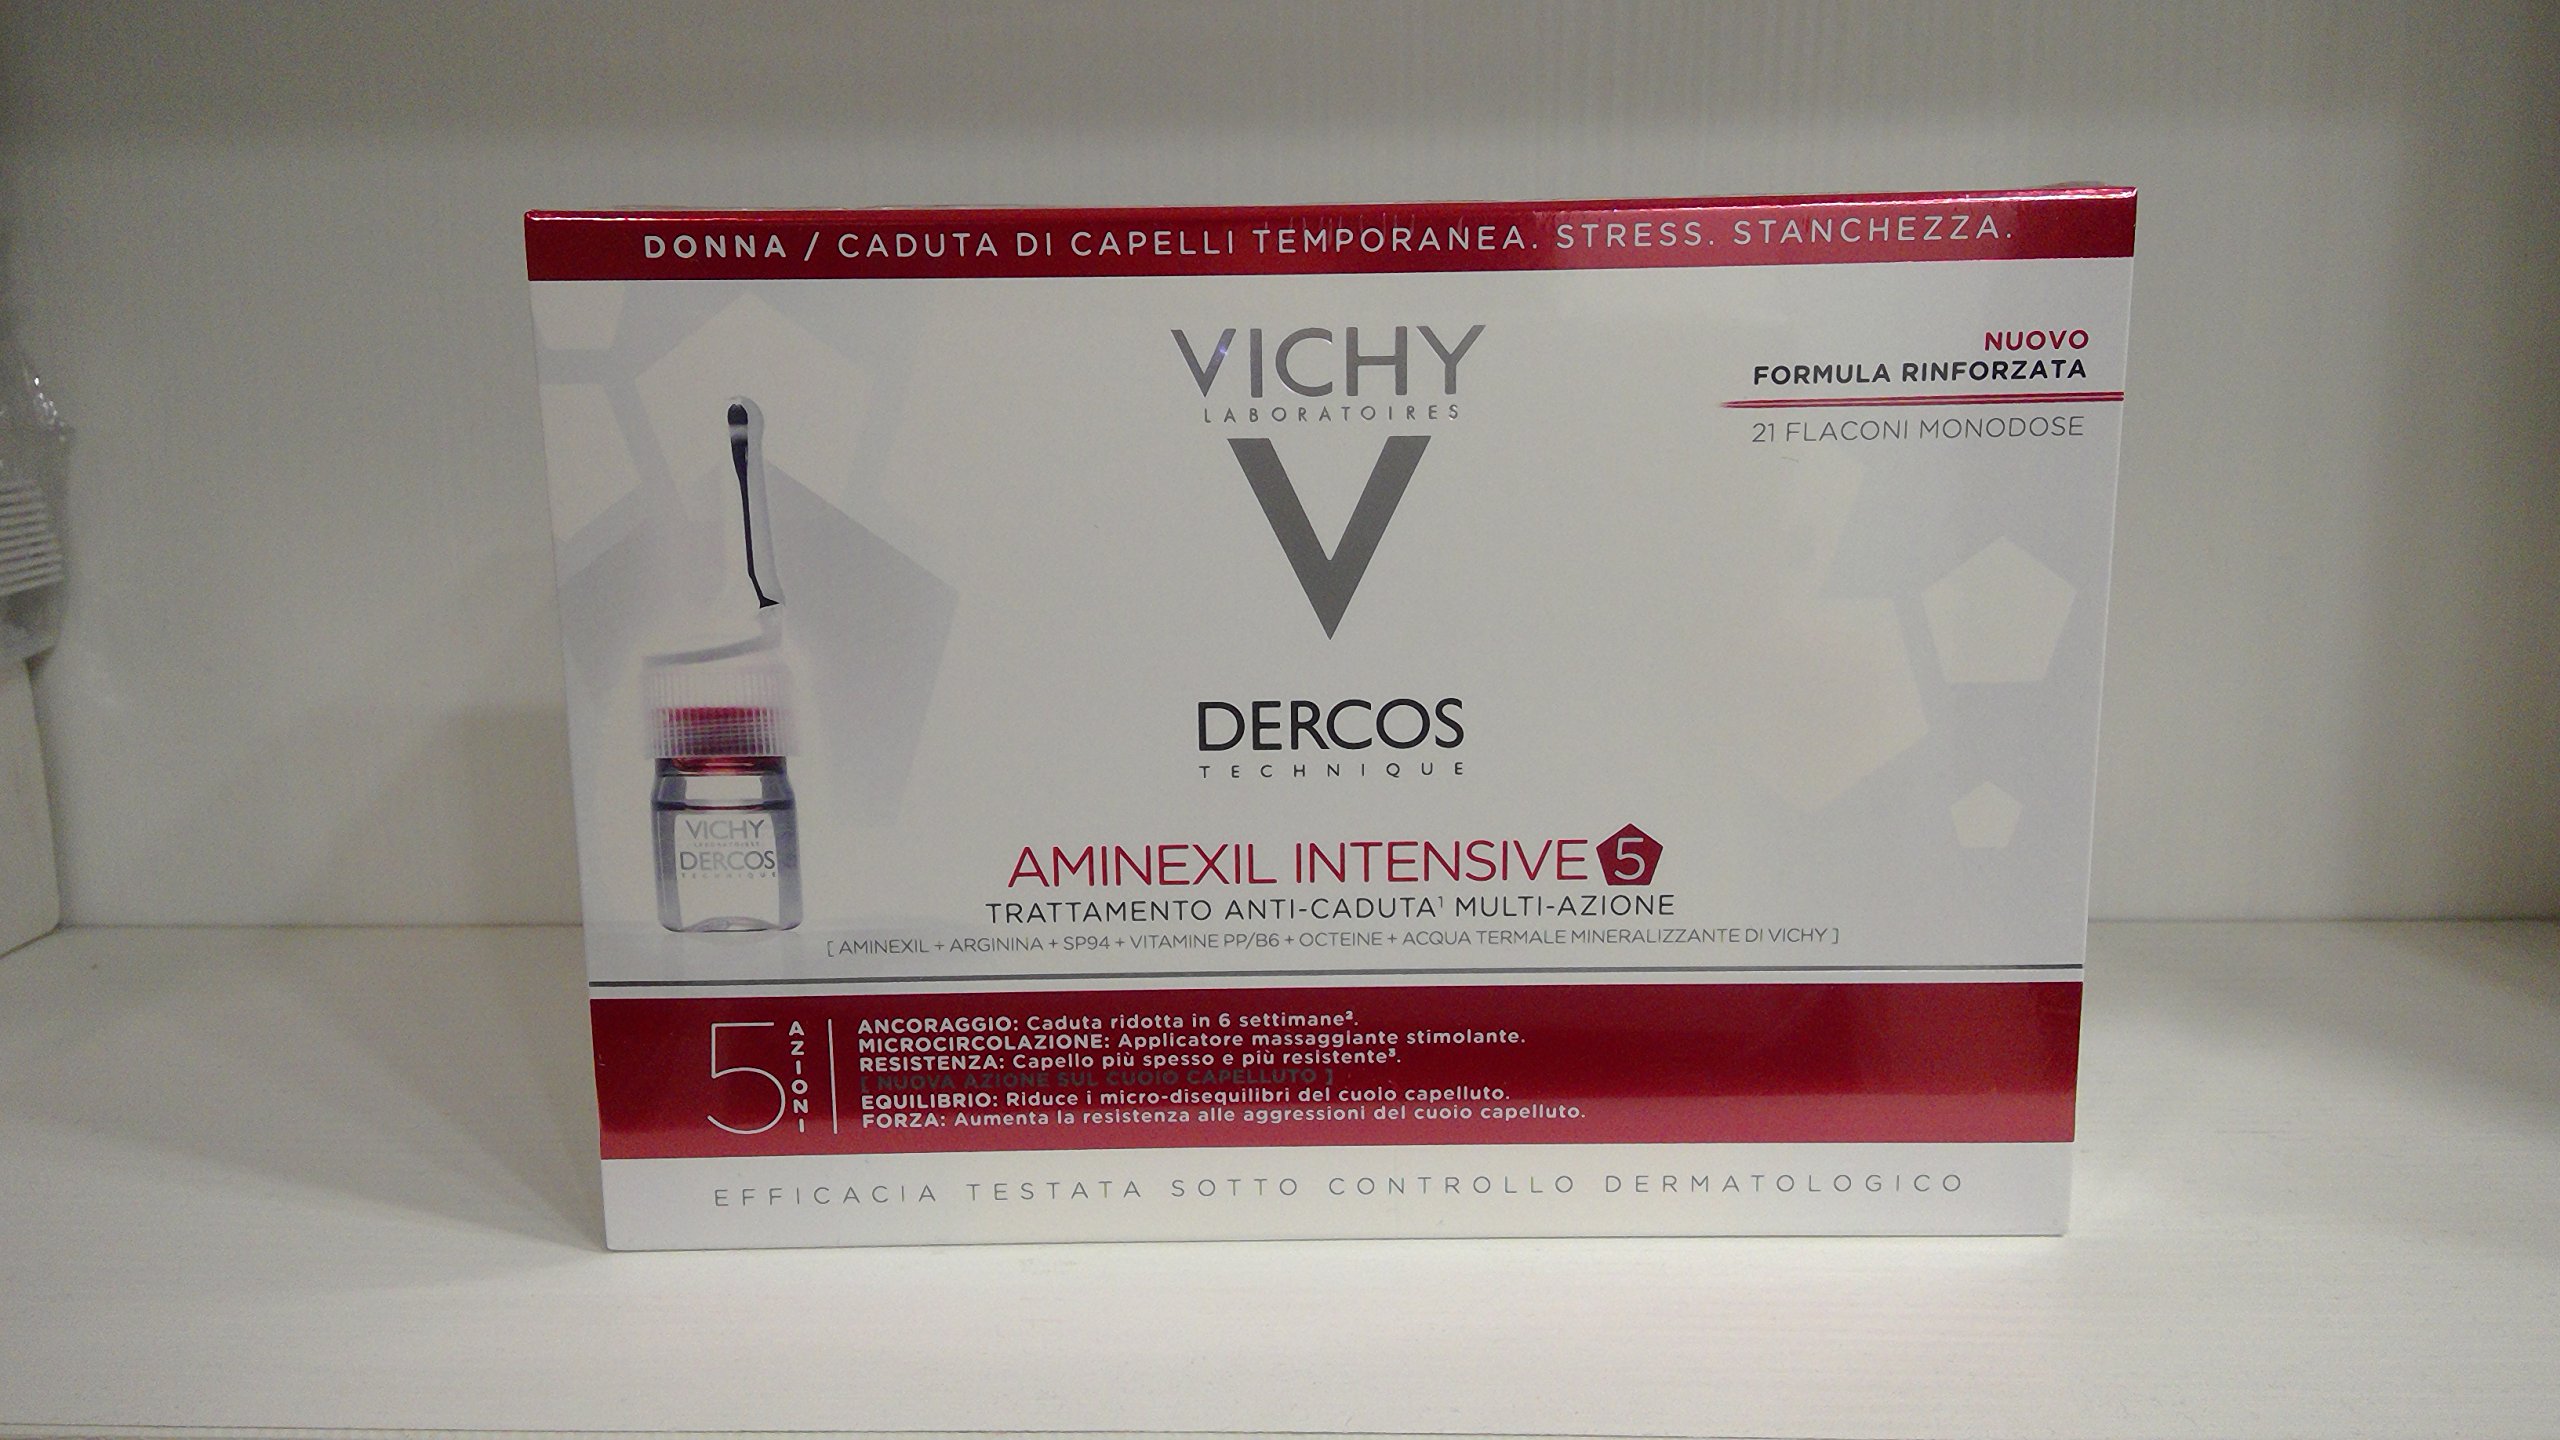 DONNA / CADUTA DI CAPELLI TEMPORANEA. STRESS. STANCHEZZA.
NUOVO
FORMULA RINFORZATA
21 FLACONI MONODOSE
VICHY
LABORATOIRES
V
DERCOS
TECHNIQUE
VICHY
LABORATOIRES
DERCOS
TECHNIQUE
AMINEXIL INTENSIVE 5
TRATTAMENTO ANTI-CADUTA¹ MULTI-AZIONE
[ AMINEXIL + ARGININA + SP94 + VITAMINE PP/B6 + OCTEINE + ACQUA TERMALE MINERALIZZANTE DI VICHY ]
5 AZIONI
ANCORAGGIO: Caduta ridotta in 6 settimane².
MICROCIRCOLAZIONE: Applicatore massaggiante stimolante.
RESISTENZA: Capello più spesso e più resistente³.
[ NUOVA AZIONE SUL CUOIO CAPELLUTO ]
EQUILIBRIO: Riduce i micro-disequilibri del cuoio capelluto.
FORZA: Aumenta la resistenza alle aggressioni del cuoio capelluto.
EFFICACIA TESTATA SOTTO CONTROLLO DERMATOLOGICO